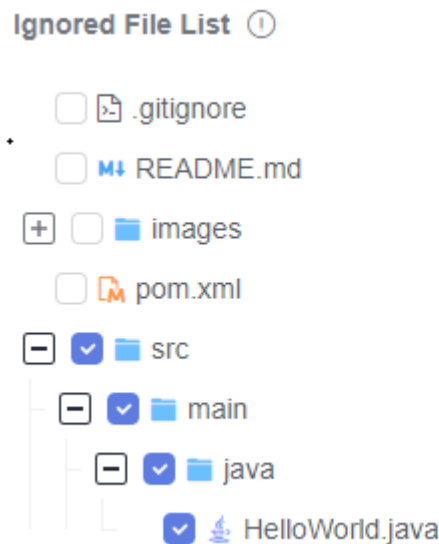 Ignored File List
.gitignore
README.md
images
pom.xml
src
main
java
HelloWorld.java